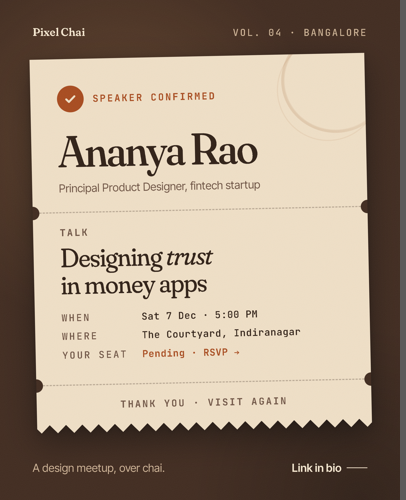 Pixel Chai
VOL. 04 · BANGALORE
SPEAKER CONFIRMED
Ananya Rao
Principal Product Designer, fintech startup
TALK
Designing trust
in money apps
WHEN Sat 7 Dec · 5:00 PM
WHERE The Courtyard, Indiranagar
YOUR SEAT Pending · RSVP →
THANK YOU · VISIT AGAIN
A design meetup, over chai.
Link in bio